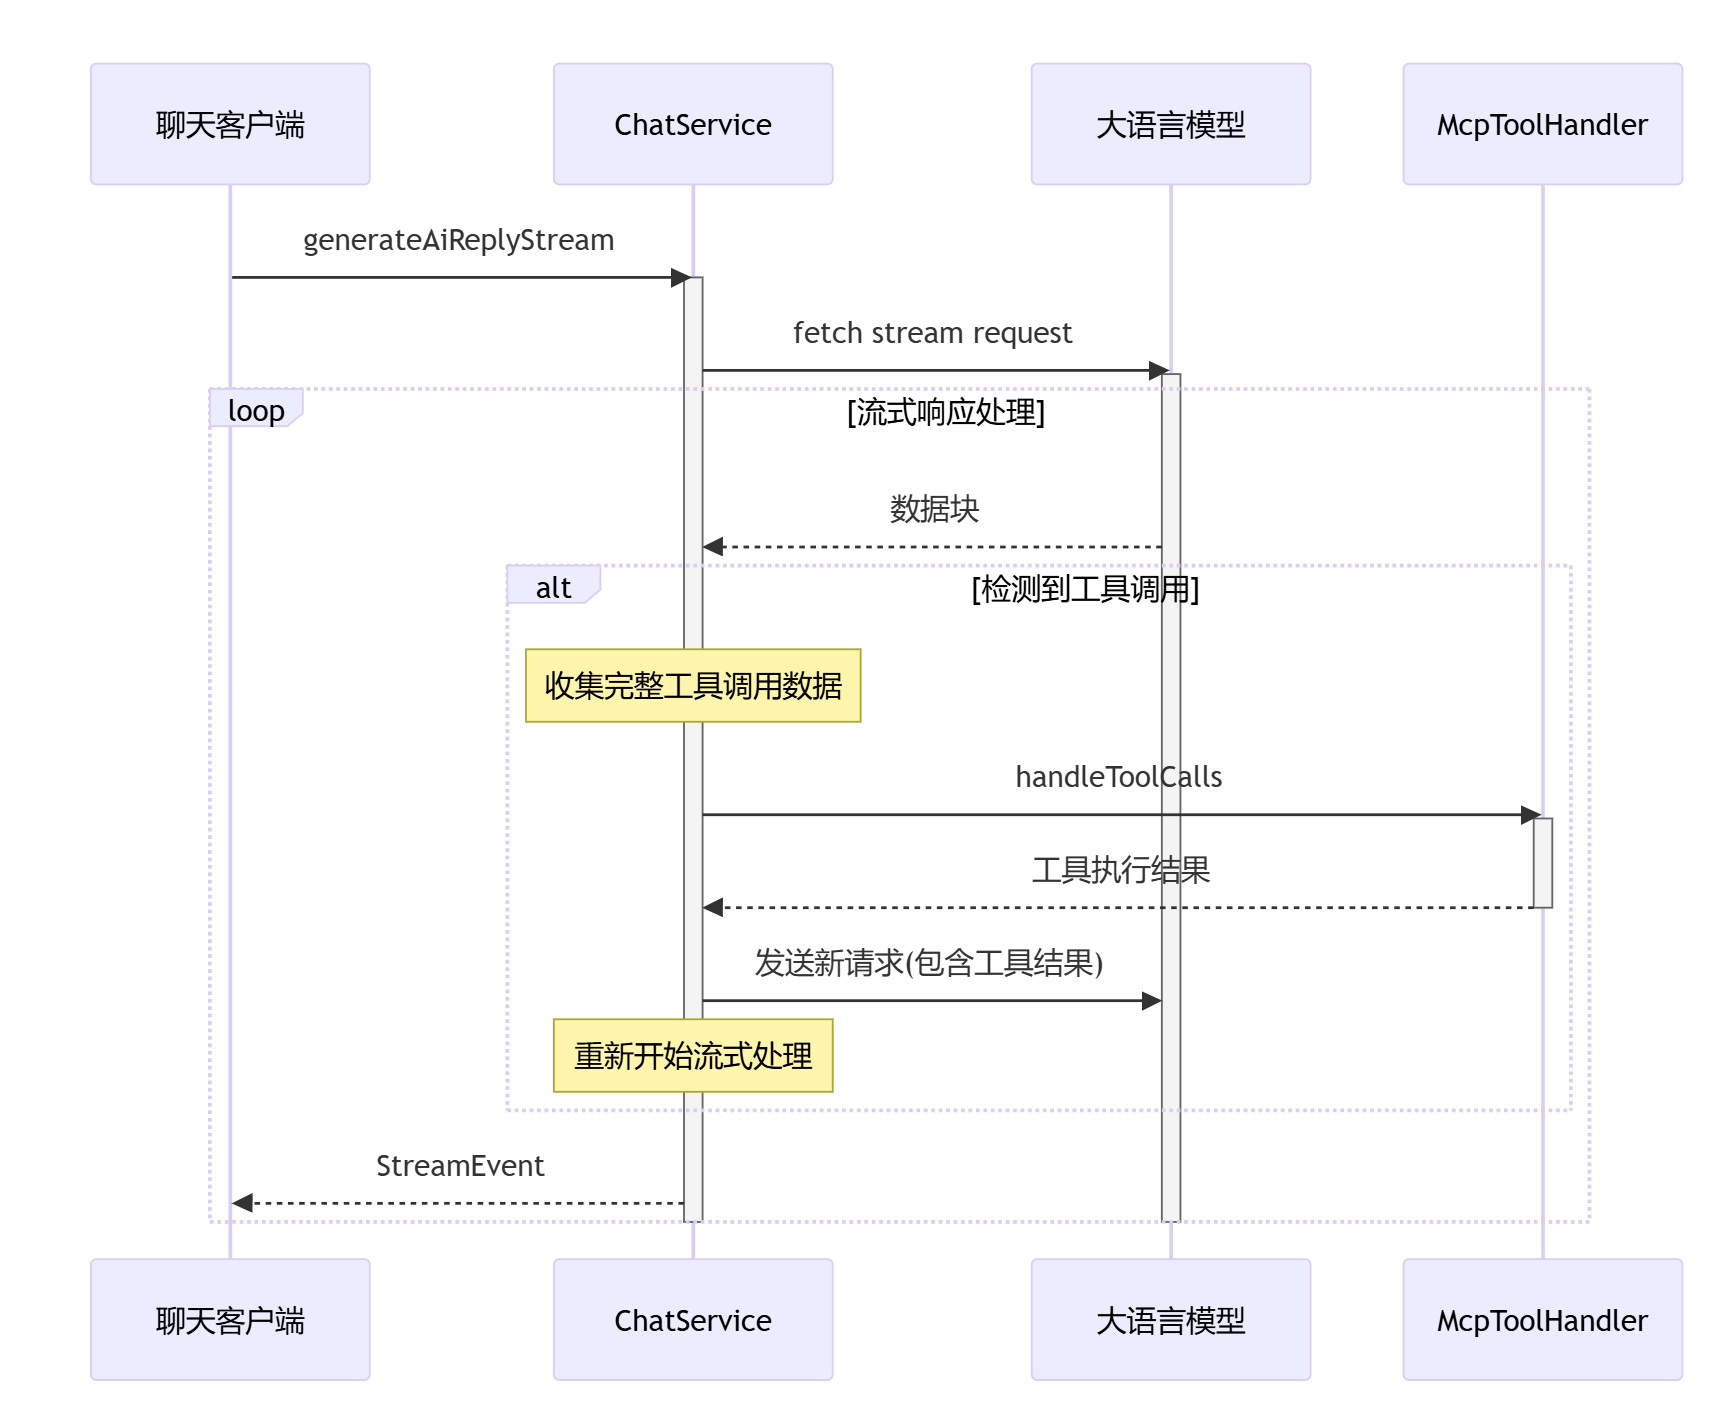 聊天客户端
ChatService
大语言模型
McpToolHandler
generateAiReplyStream
fetch stream request
loop
[流式响应处理]
数据块
alt
[检测到工具调用]
收集完整工具调用数据
handleToolCalls
工具执行结果
发送新请求(包含工具结果)
重新开始流式处理
StreamEvent
聊天客户端
ChatService
大语言模型
McpToolHandler